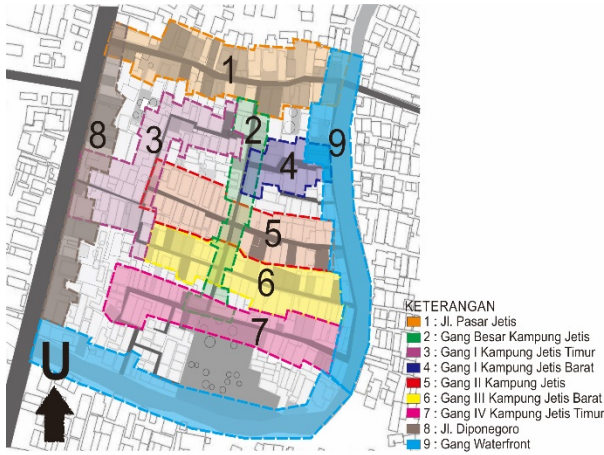 1
2
3
4
5
6
7
8
9
U
KETERANGAN
1 : Jl. Pasar Jetis
2 : Gang Besar Kampung Jetis
3 : Gang I Kampung Jetis Timur
4 : Gang I Kampung Jetis Barat
5 : Gang II Kampung Jetis
6 : Gang III Kampung Jetis Barat
7 : Gang IV Kampung Jetis Timur
8 : Jl. Diponegoro
9 : Gang Waterfront